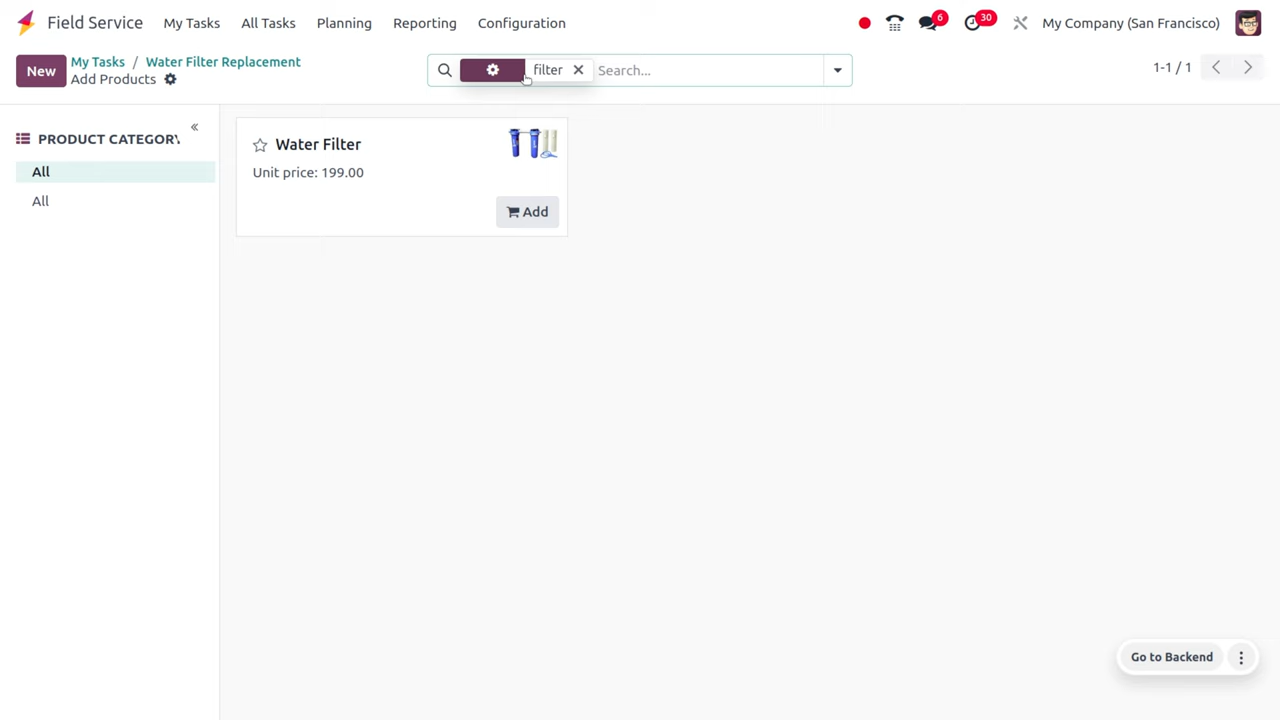 Field Service My Tasks All Tasks Planning Reporting Configuration 6 30 My Company (San Francisco)
New My Tasks / Water Filter Replacement
Add Products
filter Search... 1-1 / 1
PRODUCT CATEGORY
All
All
Water Filter
Unit price: 199.00
Add
Go to Backend